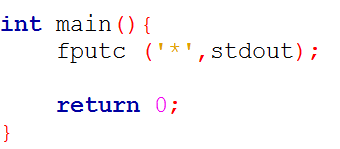 int main(){
fputc ('*',stdout);
return 0;
}